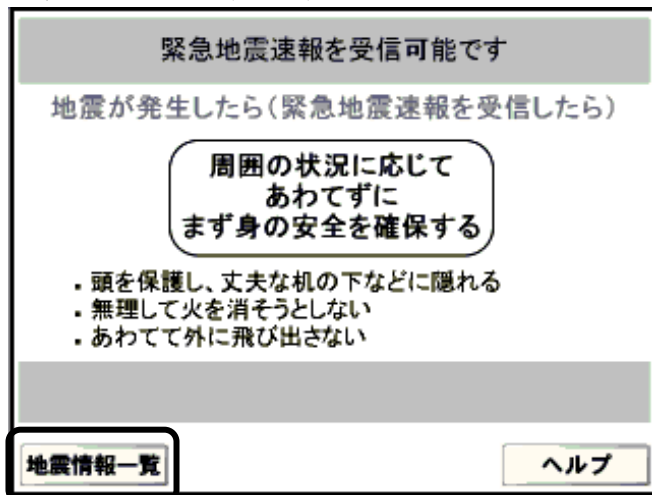 緊急地震速報を受信可能です
地震が発生したら（緊急地震速報を受信したら）
周囲の状況に応じて
あわてずに
まず身の安全を確保する
．頭を保護し、丈夫な机の下などに隠れる
．無理して火を消そうとしない
．あわてて外に飛び出さない
地震情報一覧
ヘルプ